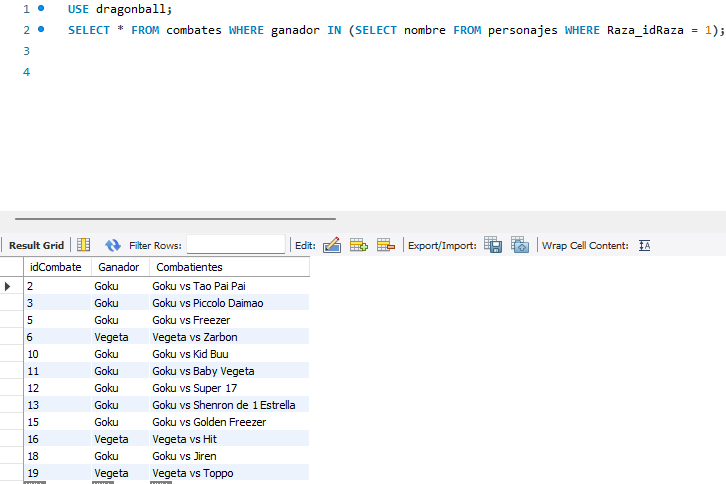 1 USE dragonball;
2 SELECT * FROM combates WHERE ganador IN (SELECT nombre FROM personajes WHERE Raza_idRaza = 1);
3
4
Result Grid Filter Rows: Edit: Export/Import: Wrap Cell Content: IA
idCombate Ganador Combatientes
2 Goku Goku vs Tao Pai Pai
3 Goku Goku vs Piccolo Daimao
5 Goku Goku vs Freezer
6 Vegeta Vegeta vs Zarbon
10 Goku Goku vs Kid Buu
11 Goku Goku vs Baby Vegeta
12 Goku Goku vs Super 17
13 Goku Goku vs Shenron de 1 Estrella
15 Goku Goku vs Golden Freezer
16 Vegeta Vegeta vs Hit
18 Goku Goku vs Jiren
19 Vegeta Vegeta vs Toppo